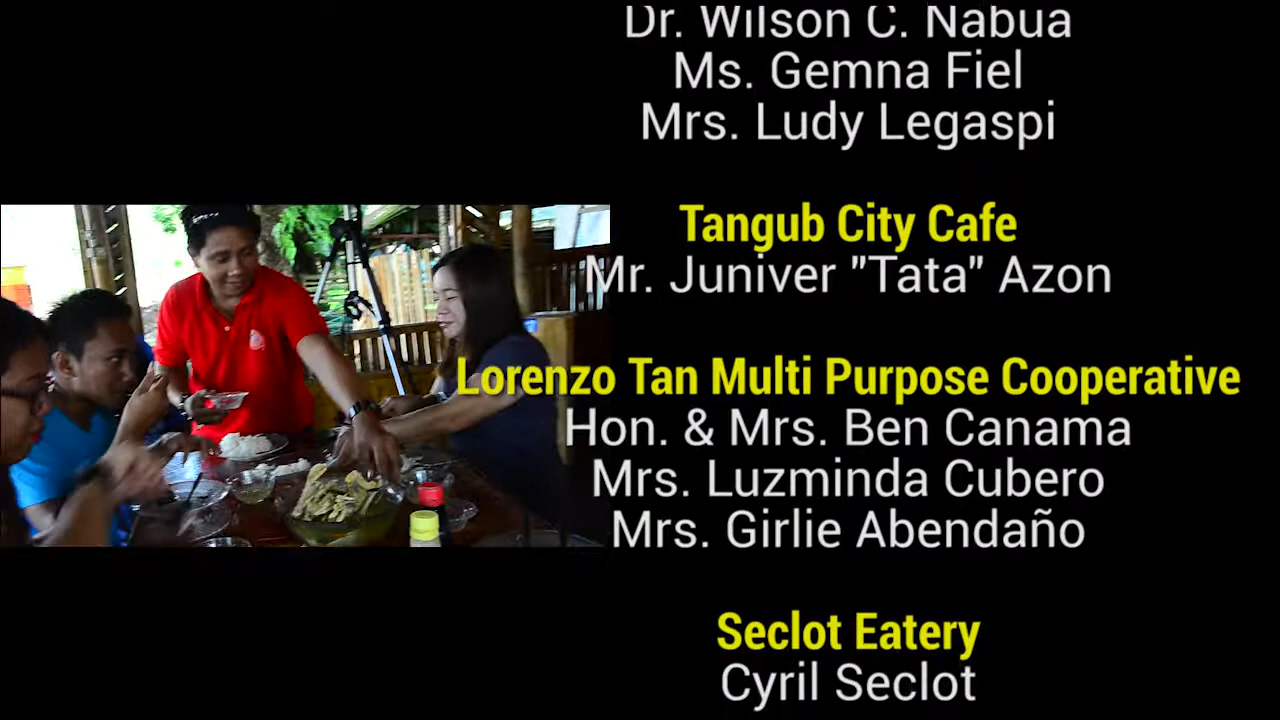 Dr. Wilson C. Nabua
Ms. Gemna Fiel
Mrs. Ludy Legaspi
Tangub City Cafe
Mr. Juniver "Tata" Azon
Lorenzo Tan Multi Purpose Cooperative
Hon. & Mrs. Ben Canama
Mrs. Luzminda Cubero
Mrs. Girlie Abendaño
Seclot Eatery
Cyril Seclot